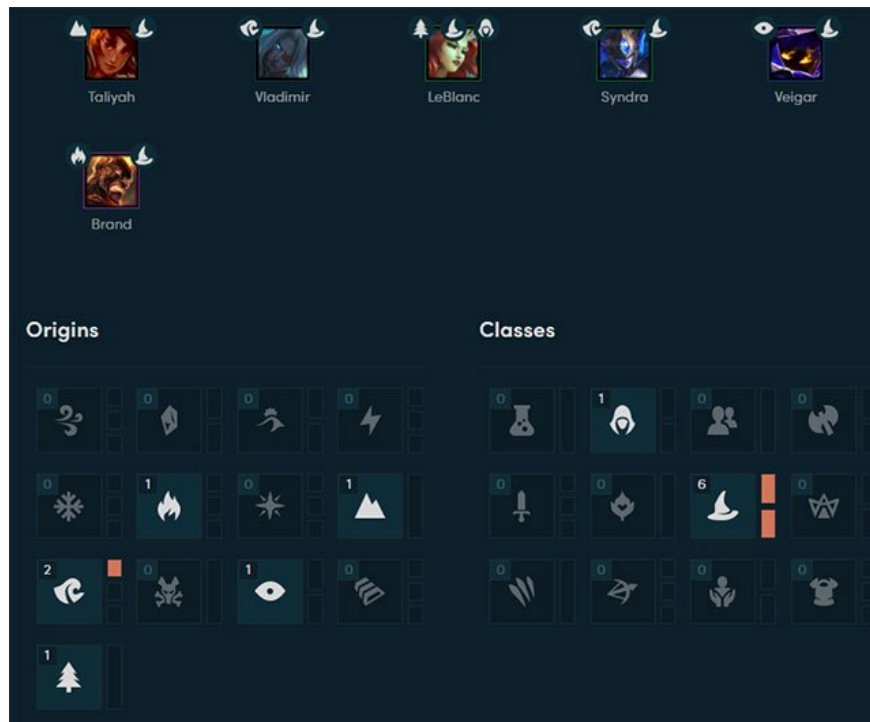 Taliyah Vladimir LeBlanc Syndra Veigar
Brand
Origins Classes
0 0 0 0 0 1 0 0
0 1 0 1 0 0 6 0
2 0 1 0 0 0 0 0
1